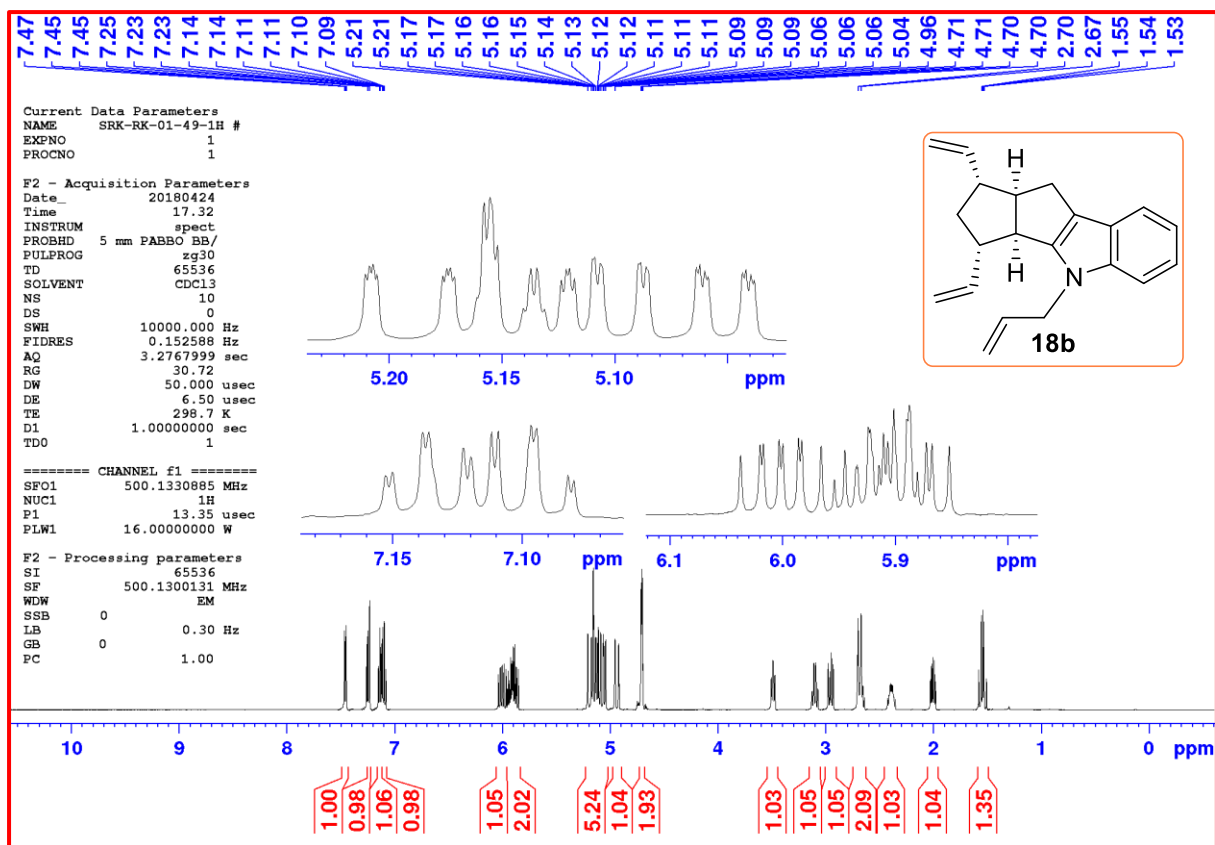 7.47 7.45 7.45 7.25 7.23 7.23 7.14 7.14 7.11 7.11 7.10 7.09 5.21 5.21 5.17 5.17 5.16 5.16 5.15 5.15 5.14 5.13 5.12 5.12 5.11 5.11 5.11 5.09 5.09 5.09 5.06 5.06 5.06 5.04 4.96 4.71 4.71 4.70 4.70 2.70 2.67 1.55 1.54 1.53
Current Data Parameters
NAME SRK-RK-01-49-1H #
EXPNO 1
PROCNO 1
F2 - Acquisition Parameters
Date_ 20180424
Time 17.32
INSTRUM spect
PROBHD 5 mm PABBO BB/
PULPROG zg30
TD 65536
SOLVENT CDCl3
NS 10
DS 0
SWH 10000.000 Hz
FIDRES 0.152588 Hz
AQ 3.2767999 sec
RG 30.72
DW 50.000 usec
DE 6.50 usec
TE 298.7 K
D1 1.00000000 sec
TD0 1
======== CHANNEL f1 ========
SFO1 500.1330885 MHz
NUC1 1H
P1 13.35 usec
PLW1 16.00000000 W
F2 - Processing parameters
SI 65536
SF 500.1300131 MHz
WDW EM
SSB 0
LB 0.30 Hz
GB 0
PC 1.00
H
H
N
18b
5.20 5.15 5.10 ppm
7.15 7.10 ppm
6.1 6.0 5.9 ppm
10 9 8 7 6 5 4 3 2 1 0 ppm
1.00 0.98 1.06 0.98 1.05 2.02 5.24 1.04 1.93 1.03 1.05 1.05 2.09 1.03 1.04 1.35